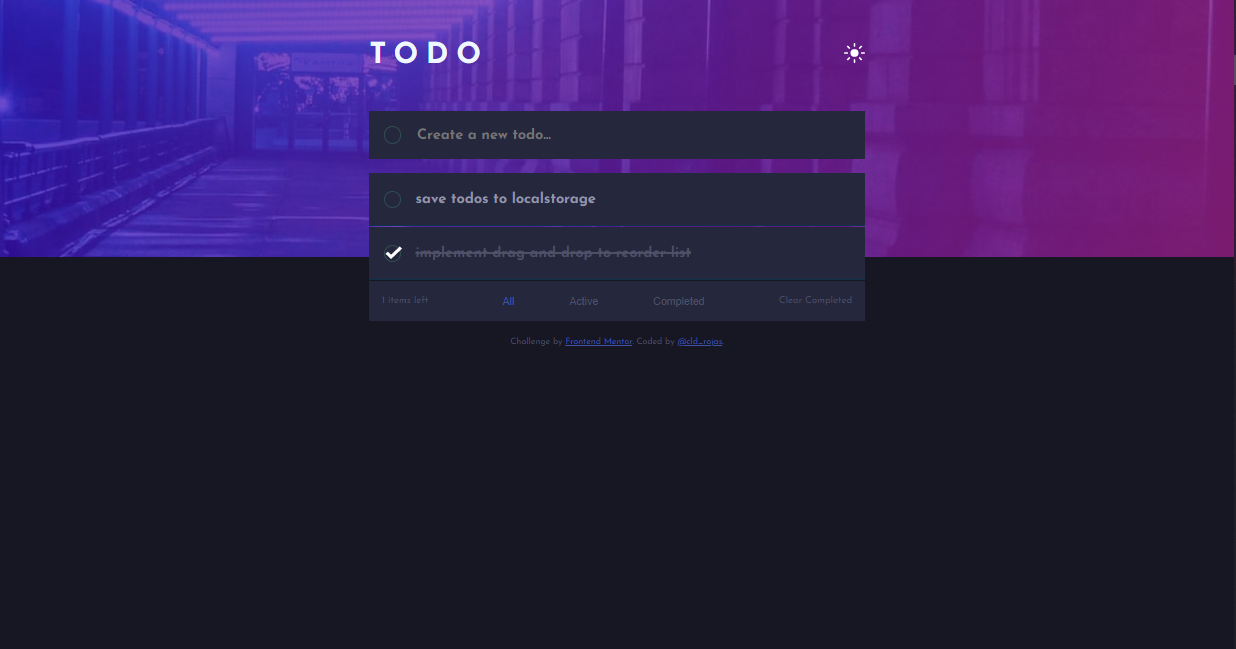 TODO
Create a new todo...
save todos to localstorage
implement drag and drop to reorder list
1 items left All Active Completed Clear Completed
Challenge by Frontend Mentor. Coded by @cld_rojas.